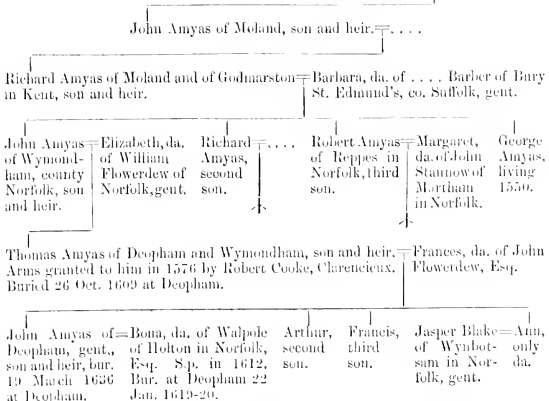 John Amyas of Moland, son and heir.=. . . .
Richard Amyas of Moland and of Godmarston=Barbara, da. of . . . . Barber of Bury
in Kent, son and heir.
St. Edmund's, co. Suffolk, gent.
John Amyas
of Wymond-
ham, county
Norfolk, son
and heir.
=Elizabeth, da.
of William
Flowerdew of
Norfolk, gent.
Richard
Amyas,
second
son.
=. . . .
Robert Amyas
of Reppes in
Norfolk, third
son.
=Margaret,
da. of John
Stannow of
Martham
in Norfolk.
George
Amyas,
living
1550.
Thomas Amyas of Deopham and Wymondham, son and heir.
Arms granted to him in 1576 by Robert Cooke, Clarencieux.
Buried 26 Oct. 1609 at Deopham.
=Frances, da. of John
Flowerdew, Esq.
John Amyas of
Deopham, gent.,
son and heir, bur.
19 March 1636
at Deopham.
=Bona, da. of Walpole
of Holton in Norfolk,
Esq. S.p. in 1612.
Bur. at Deopham 22
Jan. 1619-20.
Arthur,
second
son.
Francis,
third
son.
Jasper Blake
of Wynbot-
sam in Nor-
folk, gent.
=Ann,
only
da.